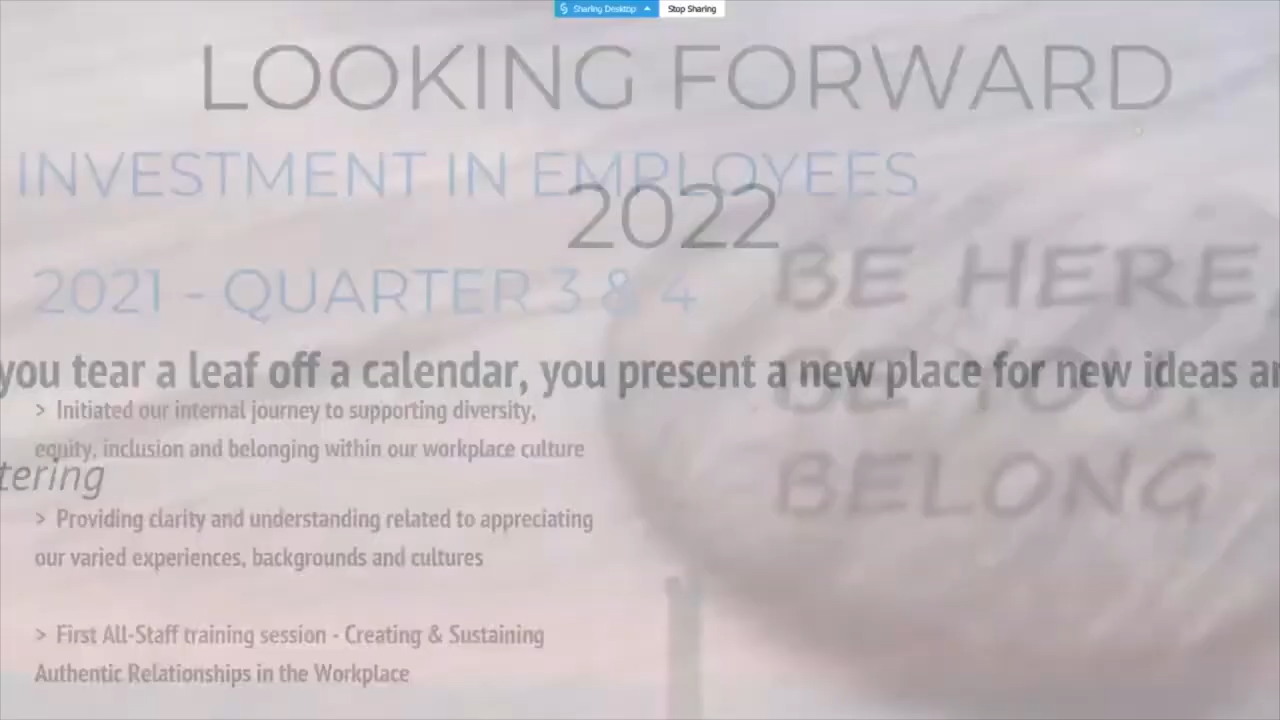 Sharing Desktop
Stop Sharing
LOOKING FORWARD
INVESTMENT IN EMPLOYEES
2022
2021 - QUARTER 3 & 4
BE HERE,
BE YOU,
BELONG
you tear a leaf off a calendar, you present a new place for new ideas
> Initiated our internal journey to supporting diversity,
equity, inclusion and belonging within our workplace culture
tering
> Providing clarity and understanding related to appreciating
our varied experiences, backgrounds and cultures
> First All-Staff training session - Creating & Sustaining
Authentic Relationships in the Workplace